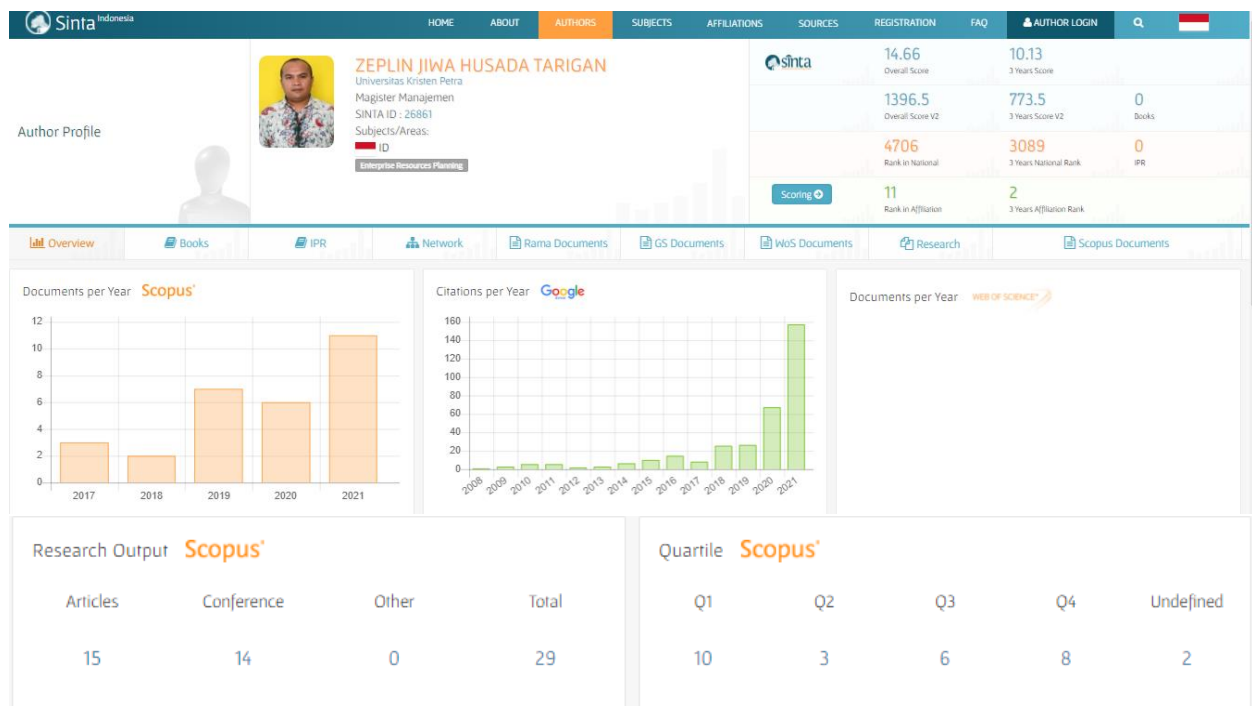 Sinta Indonesia
HOME ABOUT AUTHORS SUBJECTS AFFILIATIONS SOURCES REGISTRATION FAQ AUTHOR LOGIN
Author Profile
ZEPLIN JIWA HUSADA TARIGAN
Universitas Kristen Petra
Magister Manajemen
SINTA ID : 26861
Subjects/Areas:
ID
Enterprise Resources Planning
sinta
14.66 10.13
Overall Score 3 Years Score
1396.5 773.5 0
Overall Score V2 3 Years Score V2 Books
4706 3089 0
Rank in National 3 Years National Rank IPR
Scoring
11 2
Rank in Affiliation 3 Years Affiliation Rank
Overview Books IPR Network Rama Documents GS Documents WoS Documents Research Scopus Documents
Documents per Year Scopus
12
10
8
6
4
2
0
2017 2018 2019 2020 2021
Citations per Year Google
160
140
120
100
80
60
40
20
0
2008 2009 2010 2011 2012 2013 2014 2015 2016 2017 2018 2019 2020 2021
Documents per Year WEB OF SCIENCE™
Research Output Scopus
Articles Conference Other Total
15 14 0 29
Quartile Scopus
Q1 Q2 Q3 Q4 Undefined
10 3 6 8 2